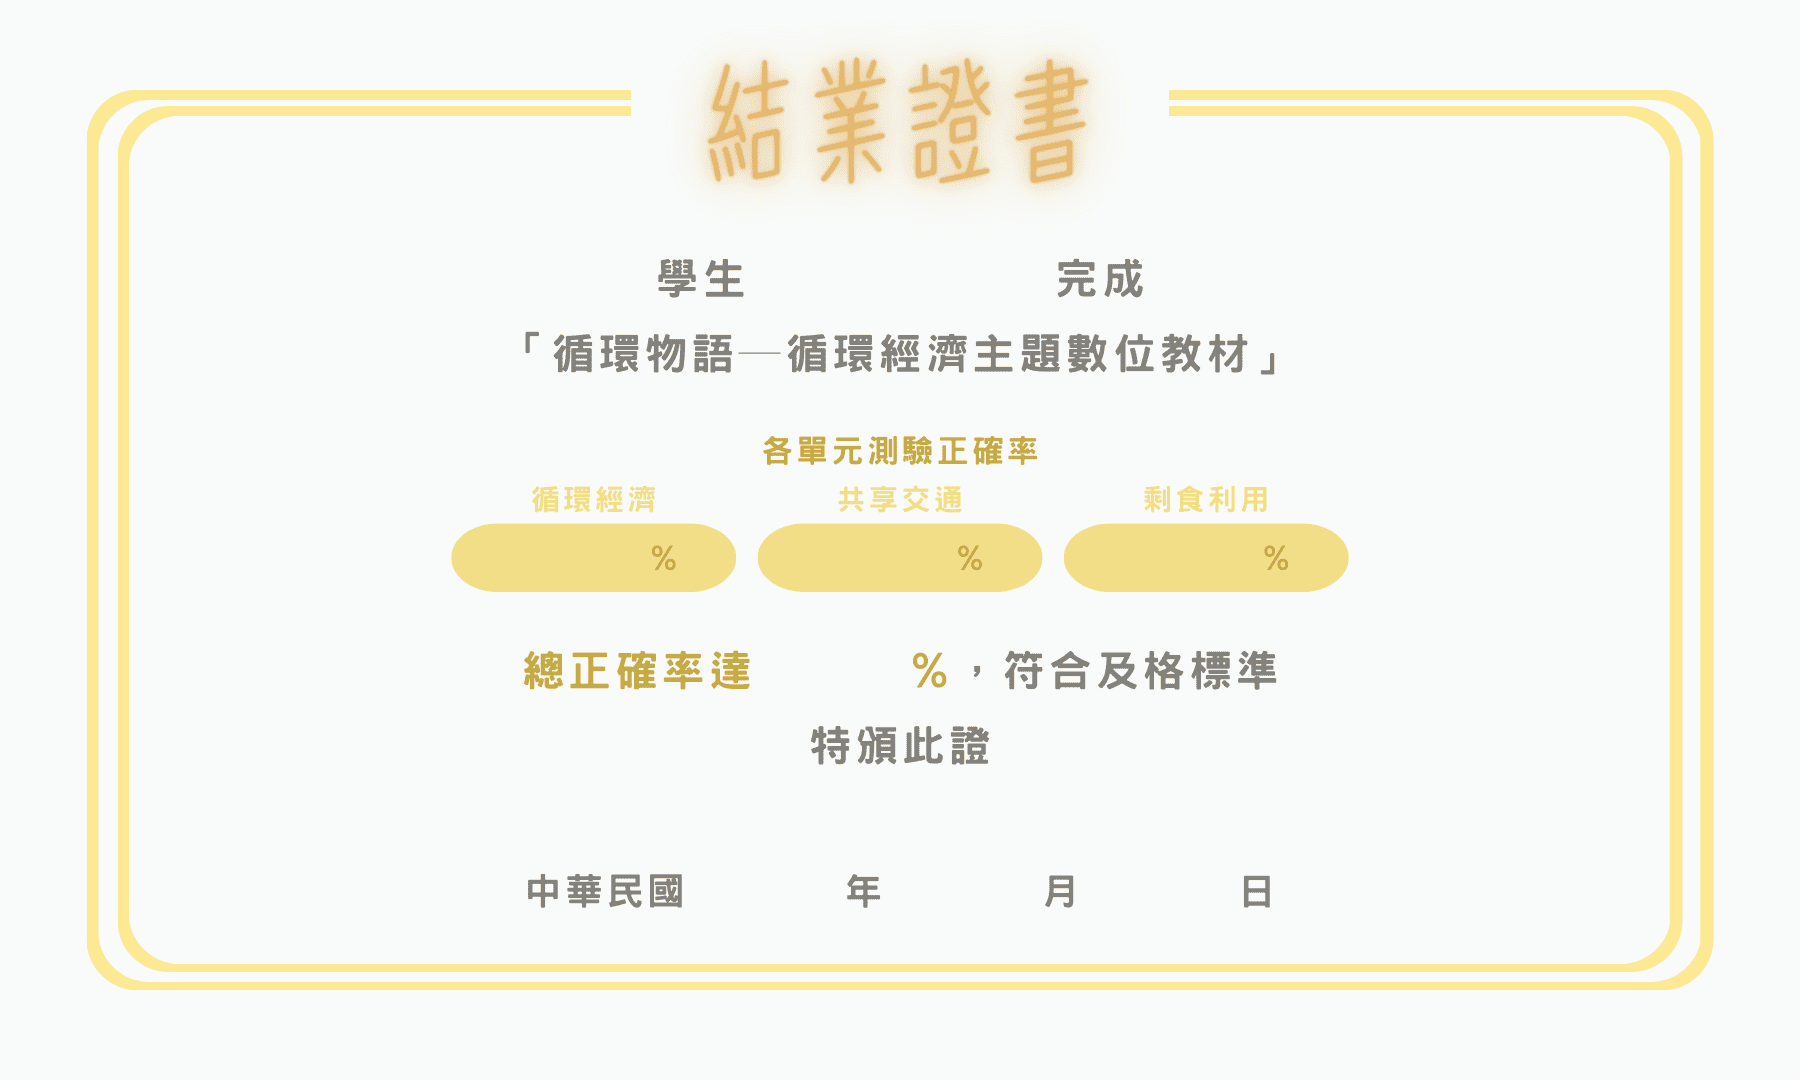 結業證書
學生 完成
「循環物語—循環經濟主題數位教材」
各單元測驗正確率
循環經濟 共享交通 剩食利用
% % %
總正確率達 %,符合及格標準
特頒此證
中華民國 年 月 日